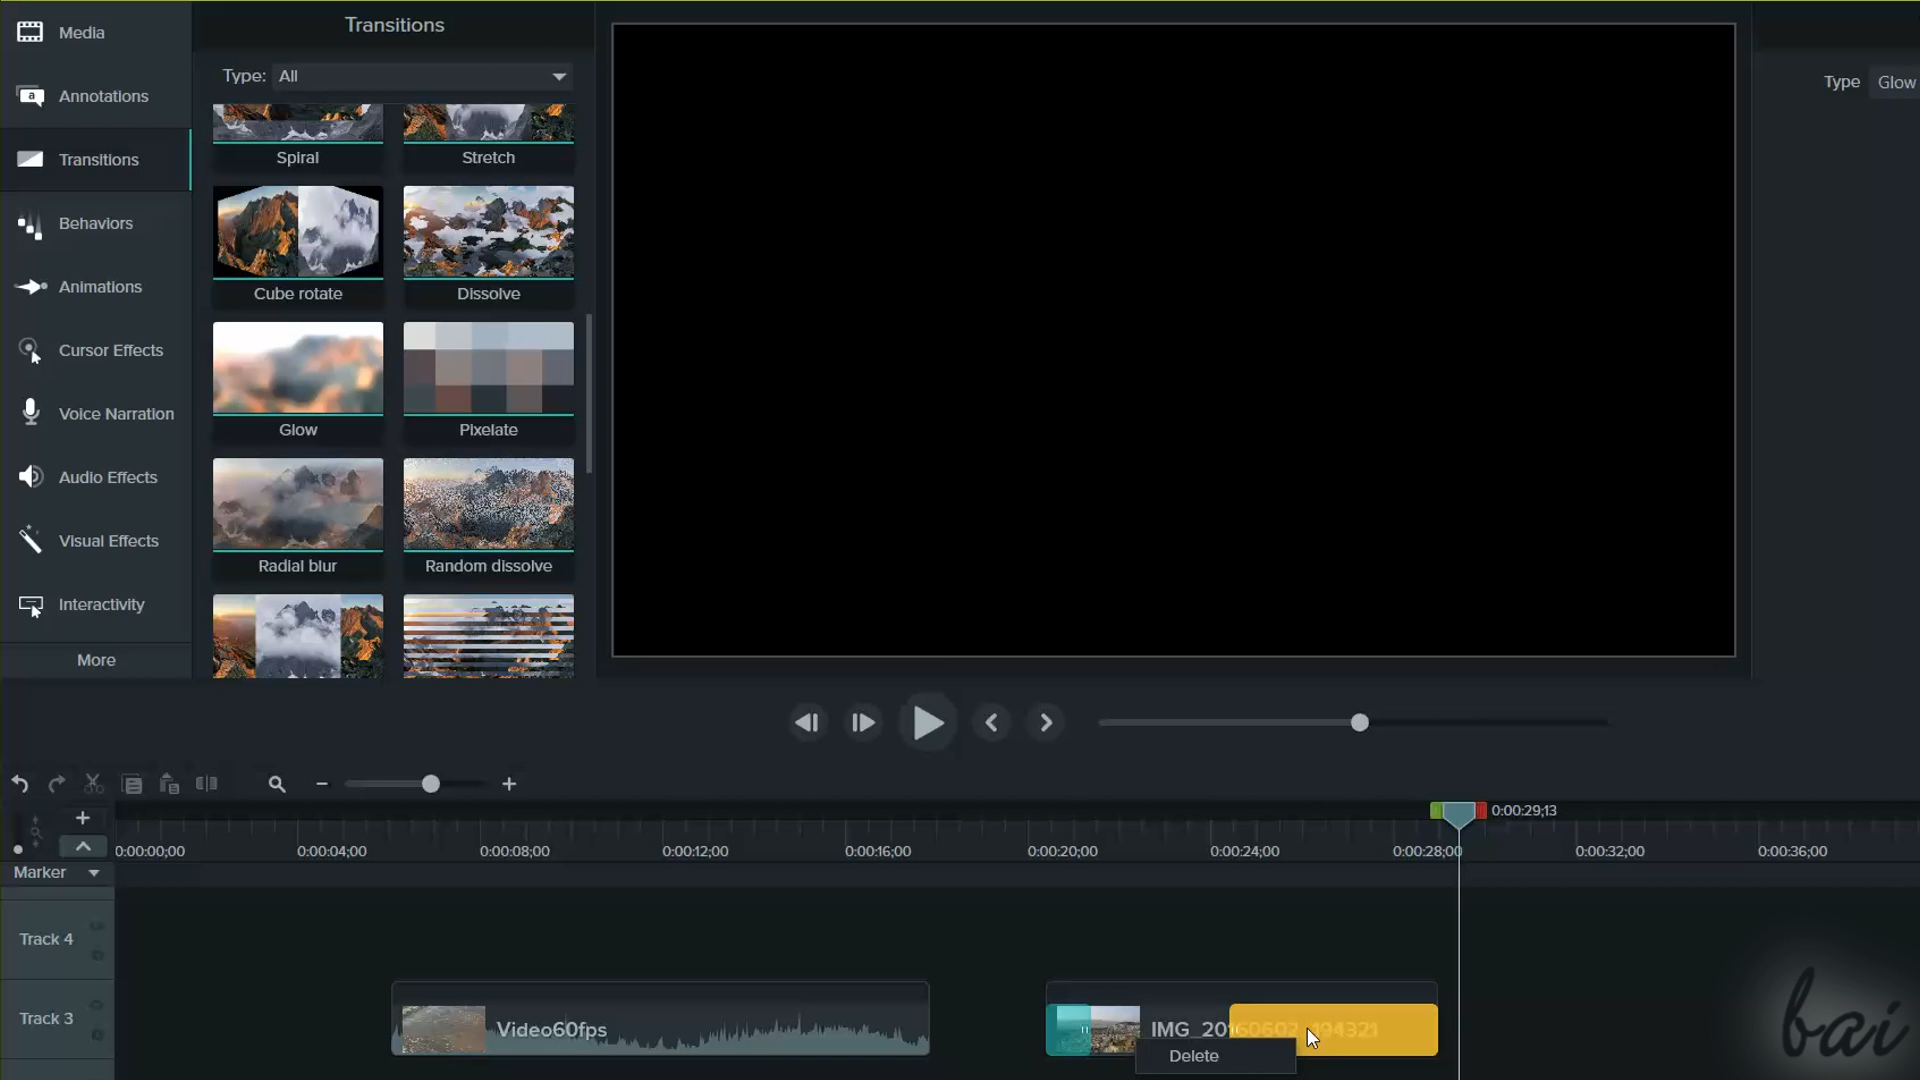 Media
Annotations
Transitions
Behaviors
Animations
Cursor Effects
Voice Narration
Audio Effects
Visual Effects
Interactivity
More
Transitions
Type: All
Spiral
Stretch
Cube rotate
Dissolve
Glow
Pixelate
Radial blur
Random dissolve
Type Glow
0:00:29;13
0:00:00;00
0:00:04;00
0:00:08;00
0:00:12;00
0:00:16;00
0:00:20;00
0:00:24;00
0:00:28;00
0:00:32;00
0:00:36;00
Marker
Track 4
Track 3
Video60fps
IMG_20160602_194321
Delete
bai